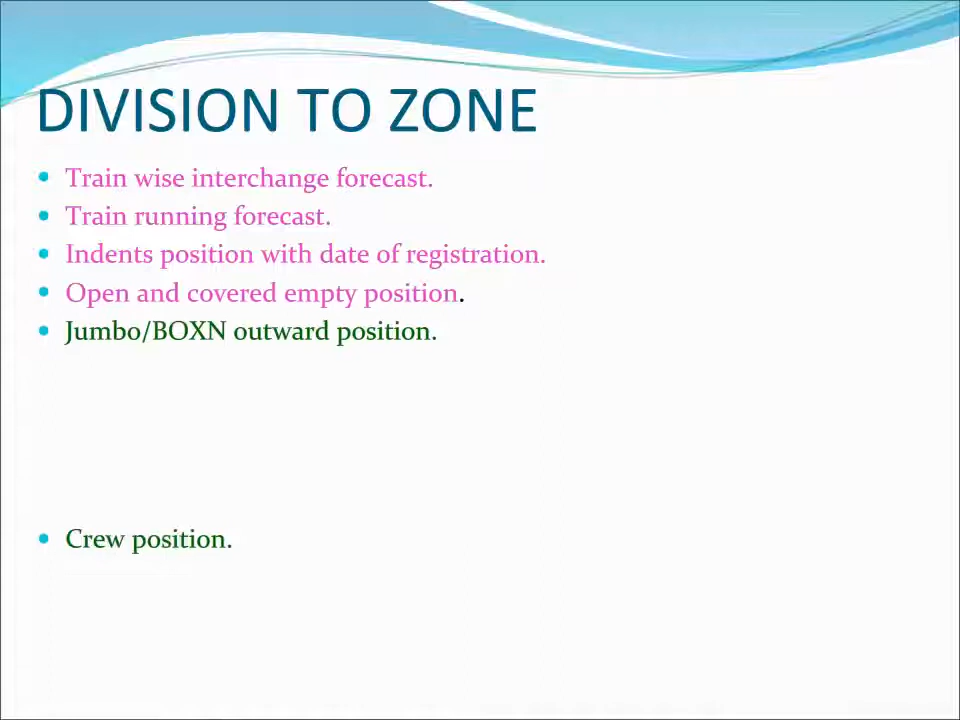 DIVISION TO ZONE
Train wise interchange forecast.
Train running forecast.
Indents position with date of registration.
Open and covered empty position.
Jumbo/BOXN outward position.
Crew position.